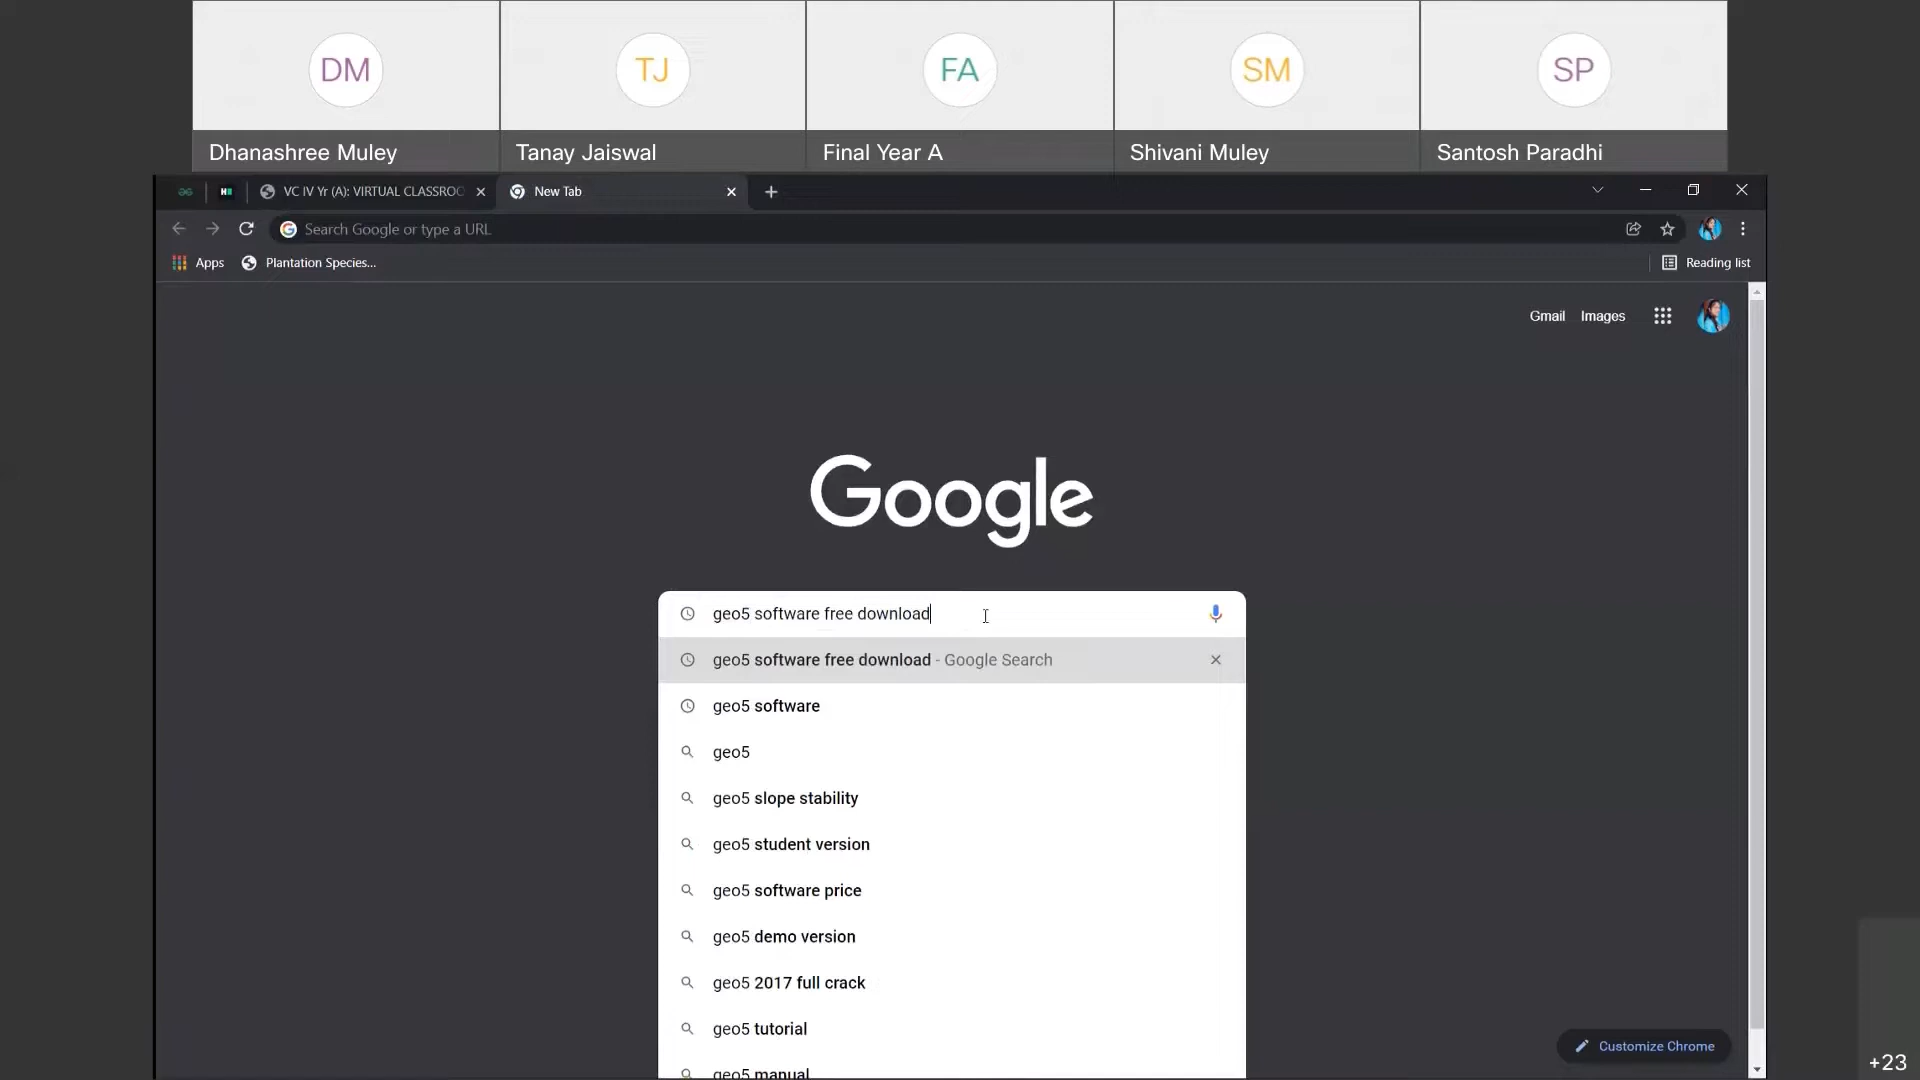 DM
TJ
FA
SM
SP
Dhanashree Muley
Tanay Jaiswal
Final Year A
Shivani Muley
Santosh Paradhi
VC IV Yr (A): VIRTUAL CLASSROO
New Tab
Search Google or type a URL
Apps
Plantation Species...
Reading list
Gmail Images
Google
geo5 software free download
geo5 software free download - Google Search
geo5 software
geo5
geo5 slope stability
geo5 student version
geo5 software price
geo5 demo version
geo5 2017 full crack
geo5 tutorial
geo5 manual
Customize Chrome
+23